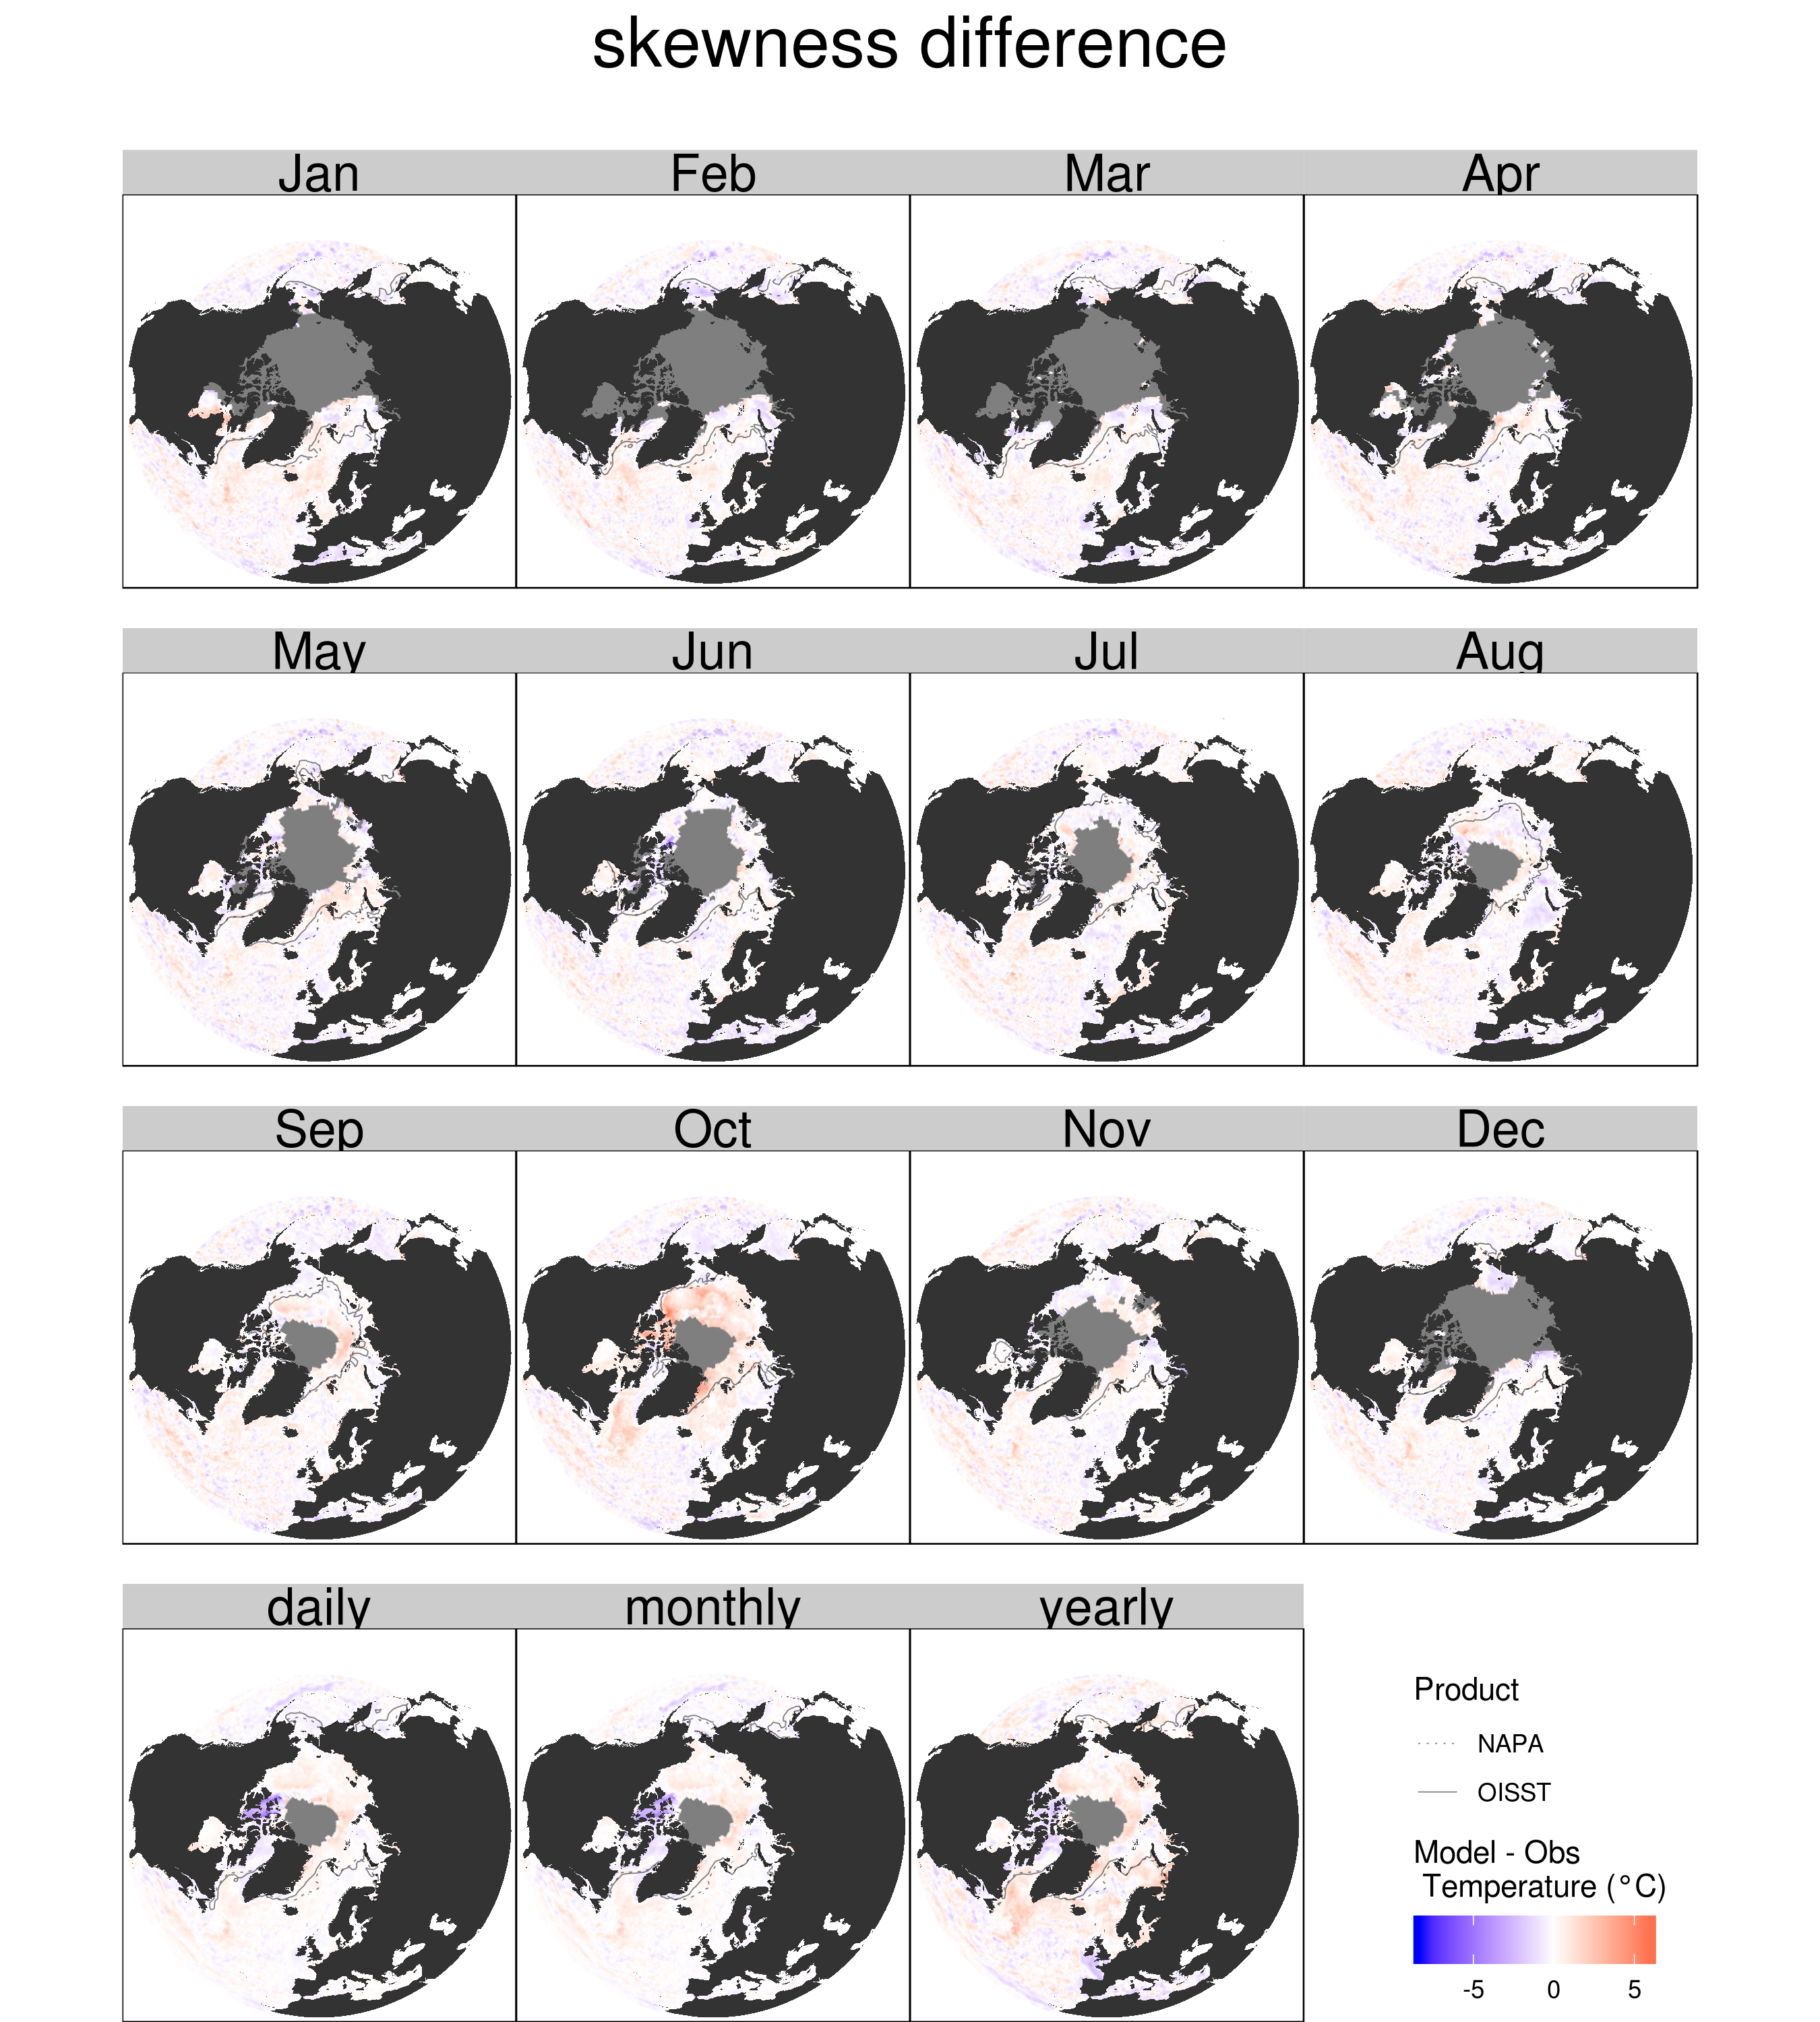 skewness difference
Jan Feb Mar Apr
May Jun Jul Aug
Sep Oct Nov Dec
daily monthly yearly
Product
NAPA
OISST
Model - Obs
Temperature (°C)
-5 0 5